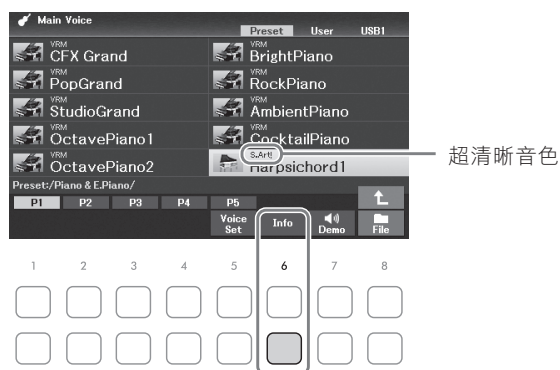 Main Voice
Preset User USB1
VRM CFX Grand
VRM BrightPiano
VRM PopGrand
VRM RockPiano
VRM StudioGrand
VRM AmbientPiano
VRM OctavePiano1
VRM CocktailPiano
VRM OctavePiano2
S.Art! Harpsichord1
超清晰音色
Preset:/Piano & E.Piano/
P1 P2 P3 P4 P5
Voice Set Info Demo File
1 2 3 4 5 6 7 8